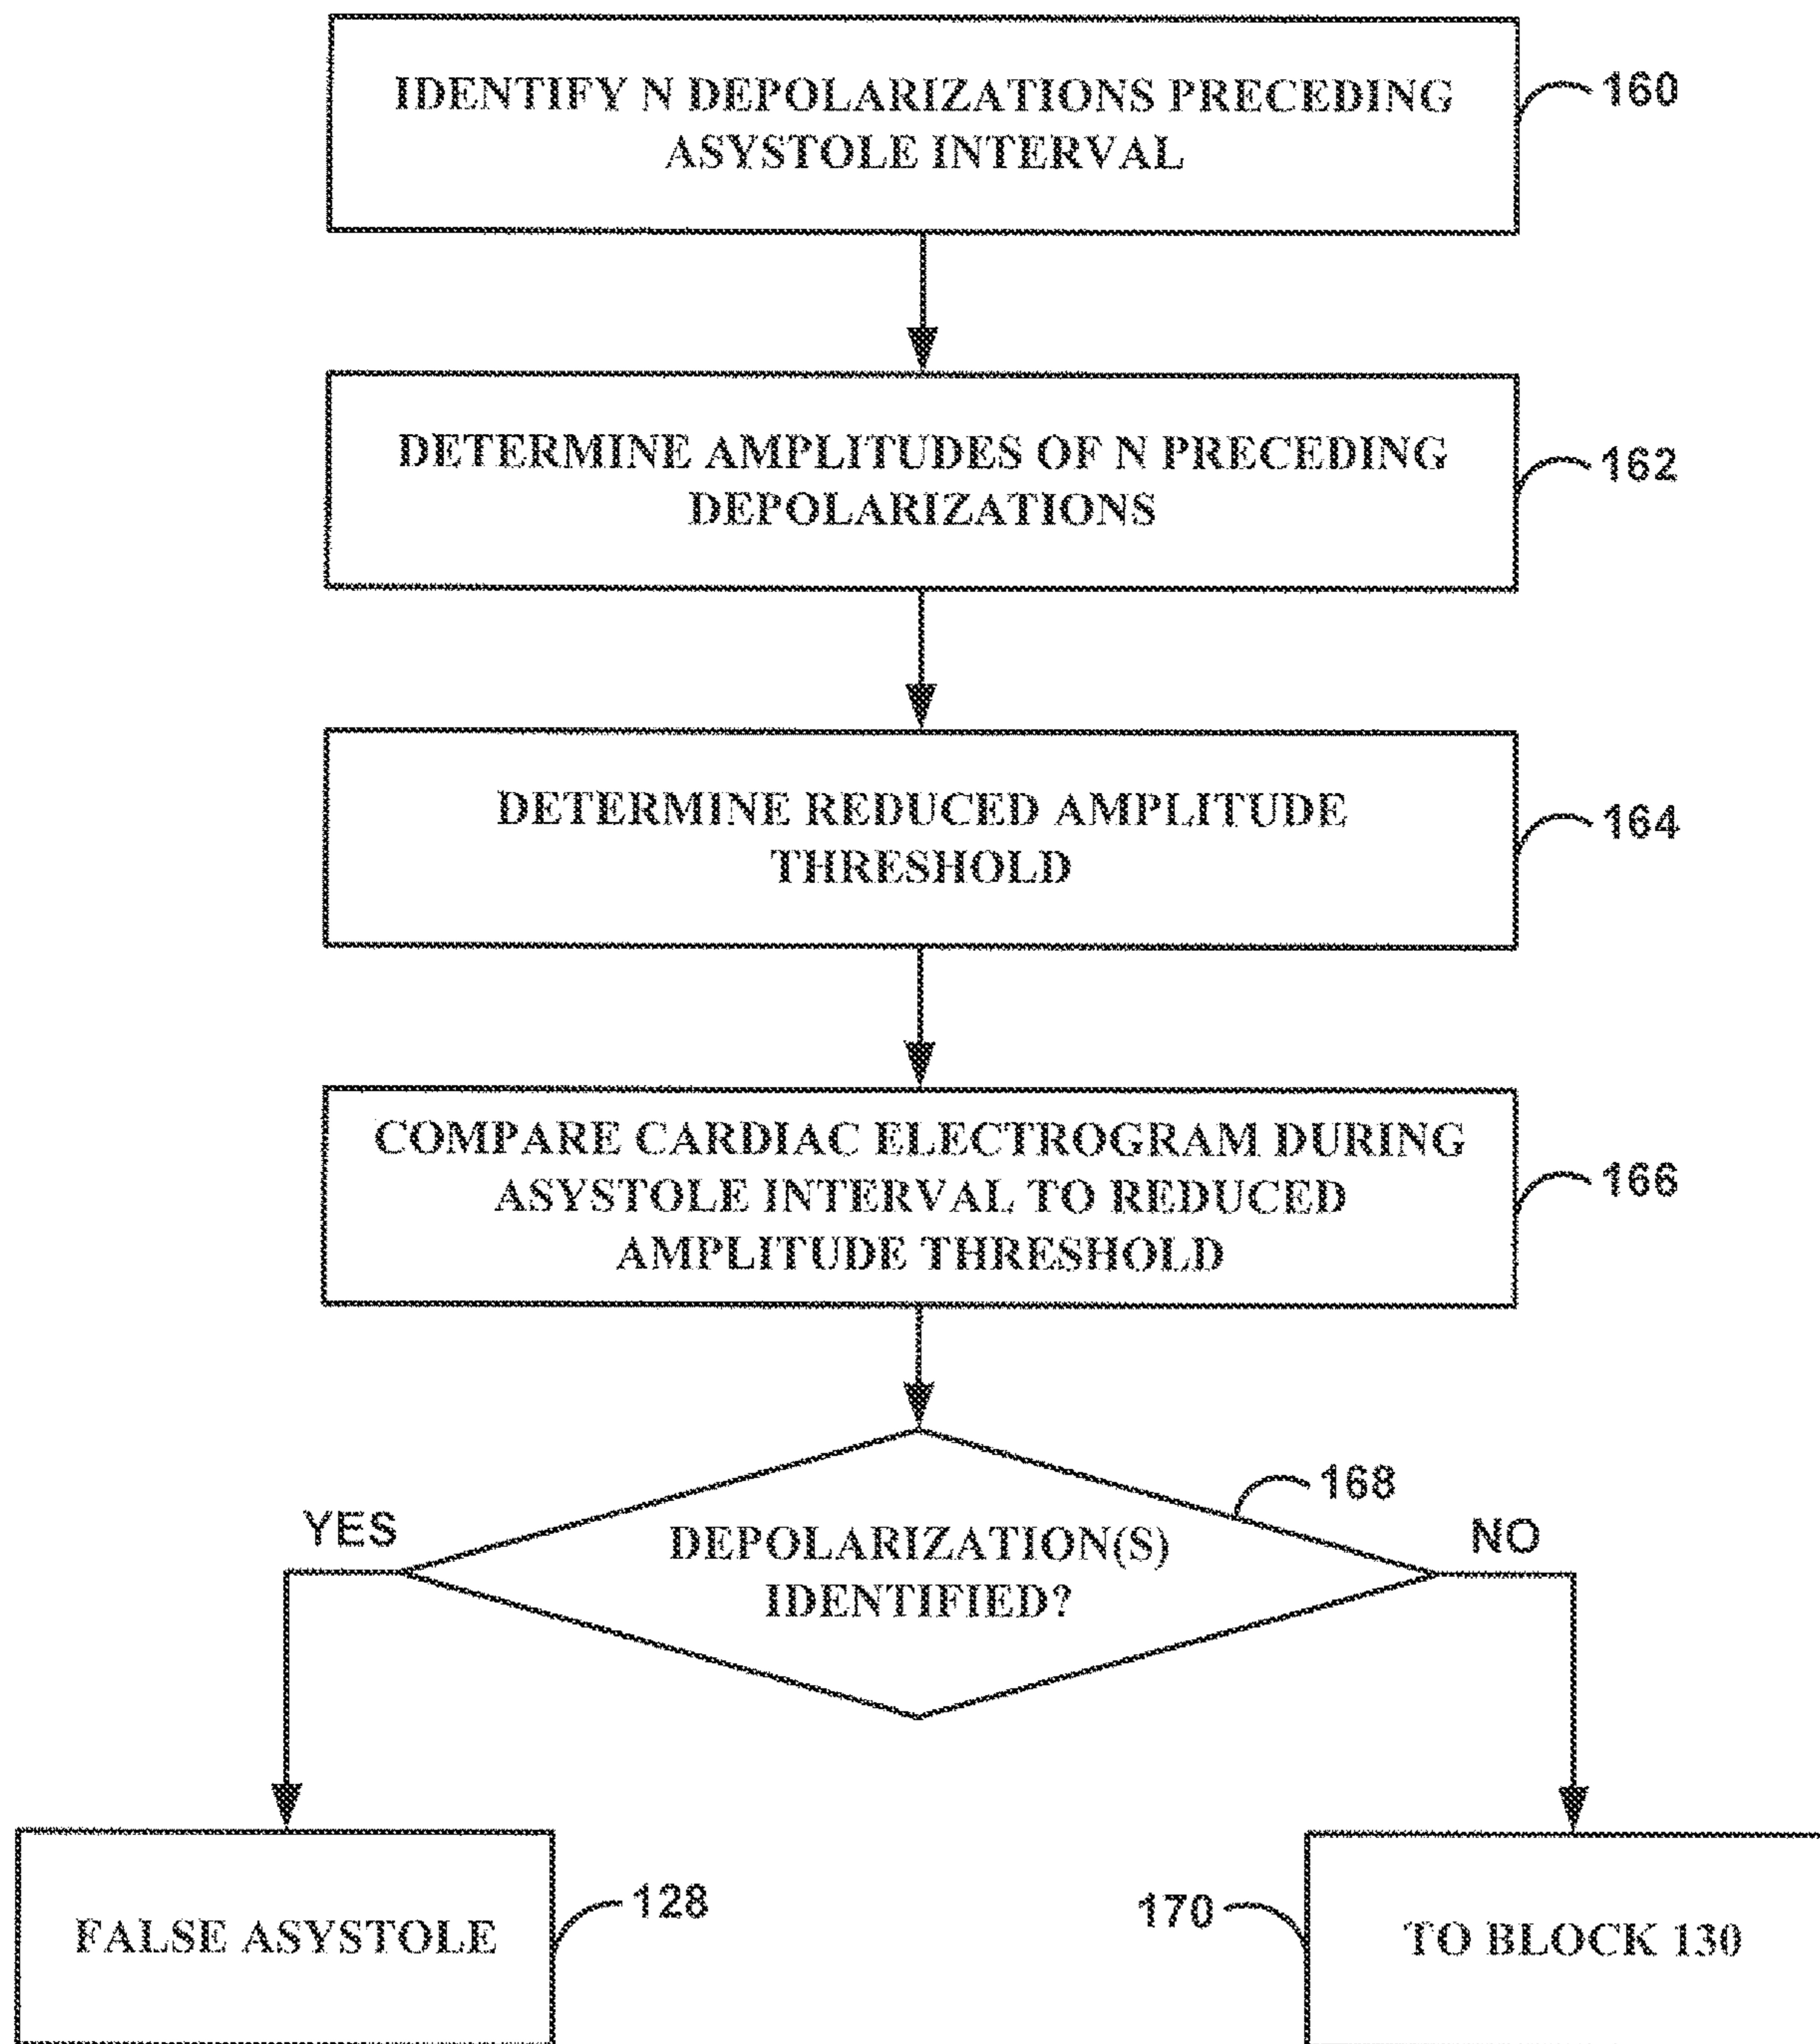 IDENTIFY N DEPOLARIZATIONS PRECEDING
ASYSTOLE INTERVAL
160
DETERMINE AMPLITUDES OF N PRECEDING
DEPOLARIZATIONS
162
DETERMINE REDUCED AMPLITUDE
THRESHOLD
164
COMPARE CARDIAC ELECTROGRAM DURING
ASYSTOLE INTERVAL TO REDUCED
AMPLITUDE THRESHOLD
166
168
YES
DEPOLARIZATION(S)
IDENTIFIED?
NO
FALSE ASYSTOLE
128
170
TO BLOCK 130